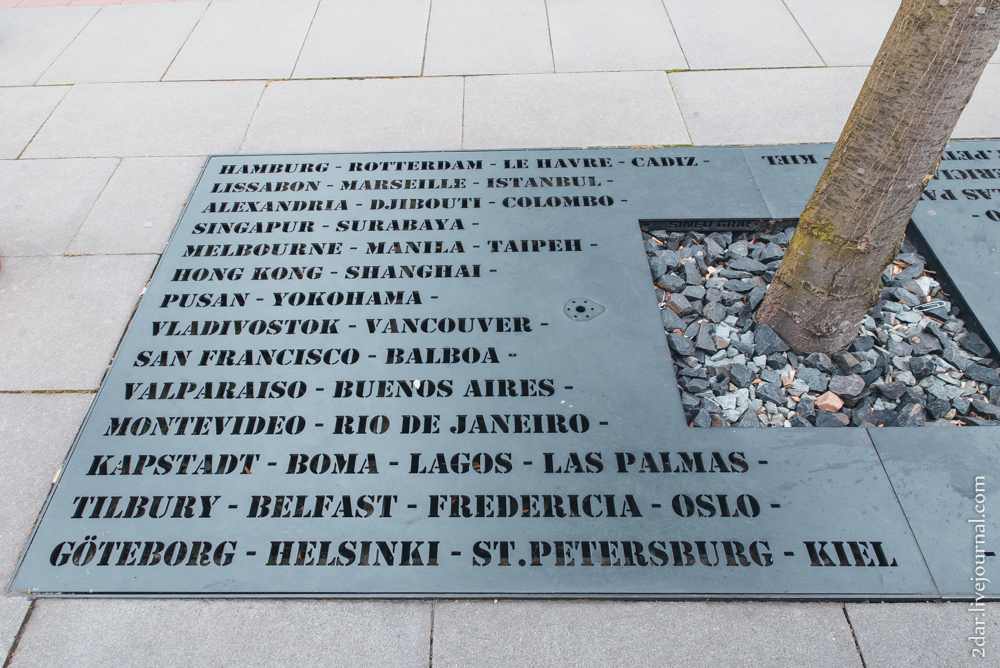 HAMBURG - ROTTERDAM - LE HAVRE - CADIZ -
LISSABON - MARSEILLE - ISTANBUL -
ALEXANDRIA - DJIBOUTI - COLOMBO -
SINGAPUR - SURABAYA -
MELBOURNE - MANILA - TAIPEH -
HONG KONG - SHANGHAI -
PUSAN - YOKOHAMA -
VLADIVOSTOK - VANCOUVER -
SAN FRANCISCO - BALBOA -
VALPARAISO - BUENOS AIRES -
MONTEVIDEO - RIO DE JANEIRO -
KAPSTADT - BOMA - LAGOS - LAS PALMAS -
TILBURY - BELFAST - FREDERICIA - OSLO -
GÖTEBORG - HELSINKI - ST.PETERSBURG - KIEL
KIEL
2dar.livejournal.com